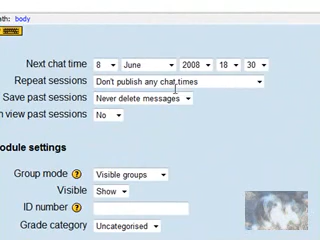 ath: body
Next chat time 8 June 2008 18 30
Repeat sessions Don't publish any chat times
Save past sessions Never delete messages
n view past sessions No
odule settings
Group mode ? Visible groups
Visible Show
ID number ?
Grade category Uncategorised